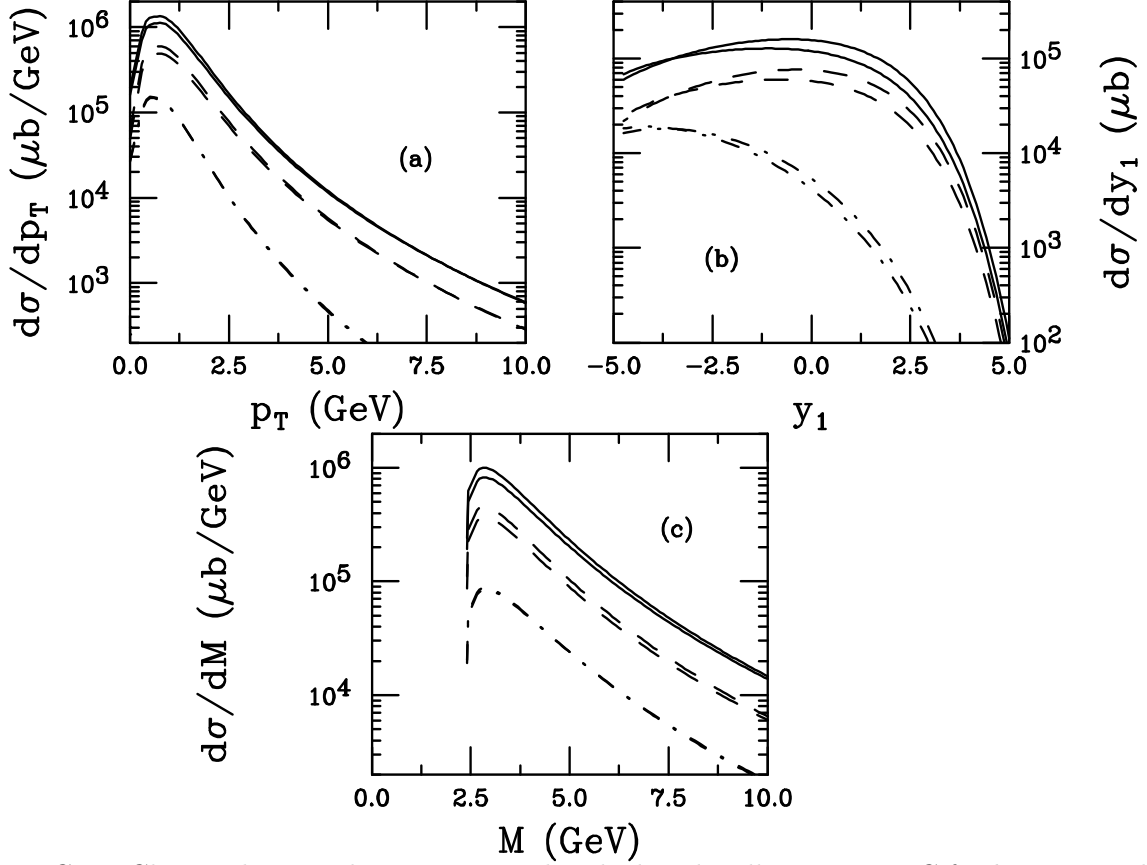 dσ/dp_T (μb/GeV)
10^6
10^5
10^4
10^3
(a)
0.0 2.5 5.0 7.5 10.0
p_T (GeV)
(b)
−5.0 −2.5 0.0 2.5 5.0
y_1
10^5
10^4
10^3
10^2
dσ/dy_1 (μb)
dσ/dM (μb/GeV)
10^6
10^5
10^4
(c)
0.0 2.5 5.0 7.5 10.0
M (GeV)